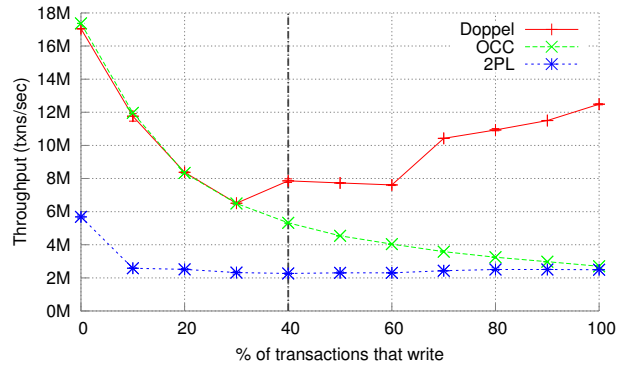 18M
16M
14M
12M
10M
8M
6M
4M
2M
0M
Throughput (txns/sec)
Doppel
OCC
2PL
0 20 40 60 80 100
% of transactions that write